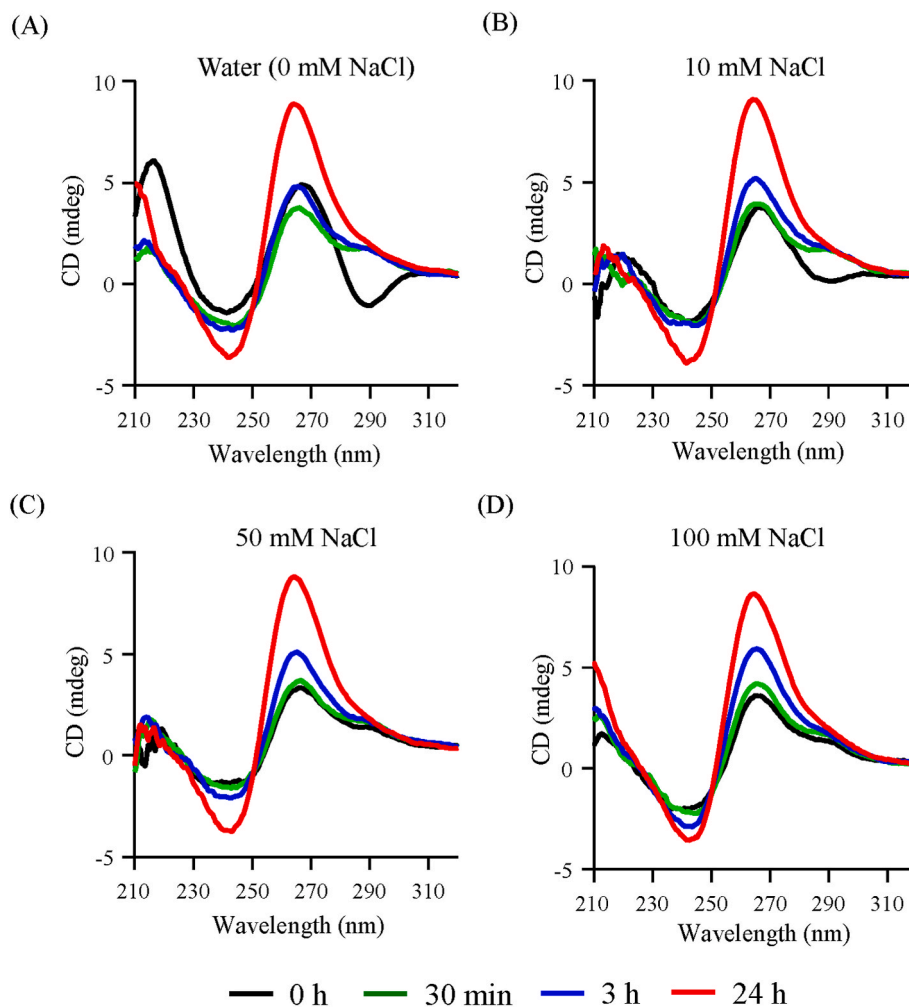 (A)
Water (0 mM NaCl)
10
5
0
-5
CD (mdeg)
210 230 250 270 290 310
Wavelength (nm)
(B)
10 mM NaCl
10
5
0
-5
CD (mdeg)
210 230 250 270 290 310
Wavelength (nm)
(C)
50 mM NaCl
10
5
0
-5
CD (mdeg)
210 230 250 270 290 310
Wavelength (nm)
(D)
100 mM NaCl
10
5
0
-5
CD (mdeg)
210 230 250 270 290 310
Wavelength (nm)
0 h 30 min 3 h 24 h